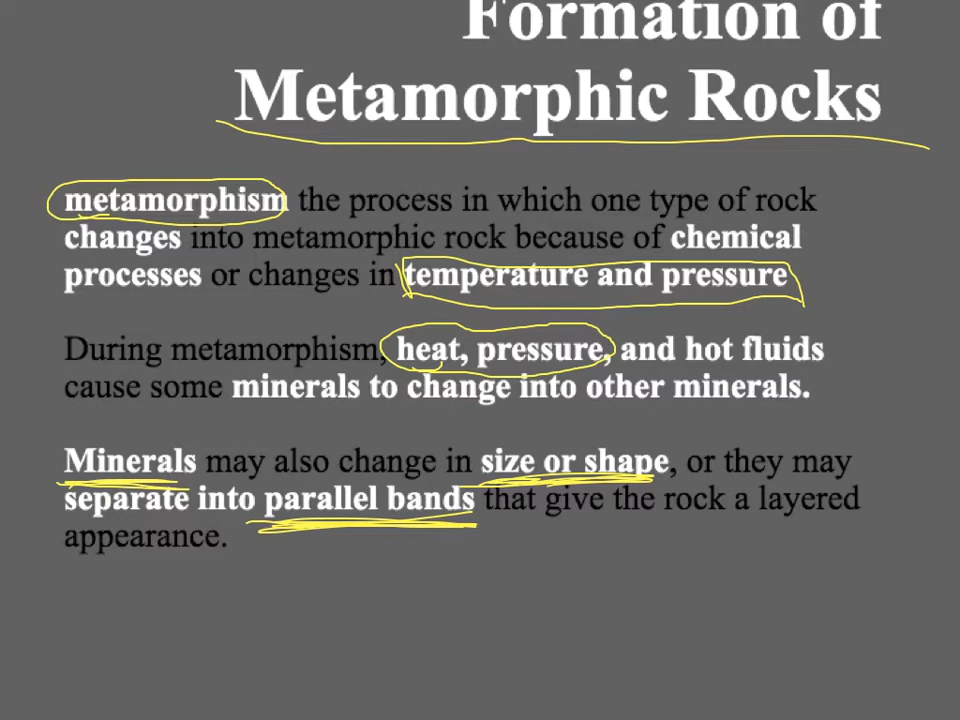 Formation of
Metamorphic Rocks
metamorphism the process in which one type of rock
changes into metamorphic rock because of chemical
processes or changes in temperature and pressure
During metamorphism, heat, pressure, and hot fluids
cause some minerals to change into other minerals.
Minerals may also change in size or shape, or they may
separate into parallel bands that give the rock a layered
appearance.